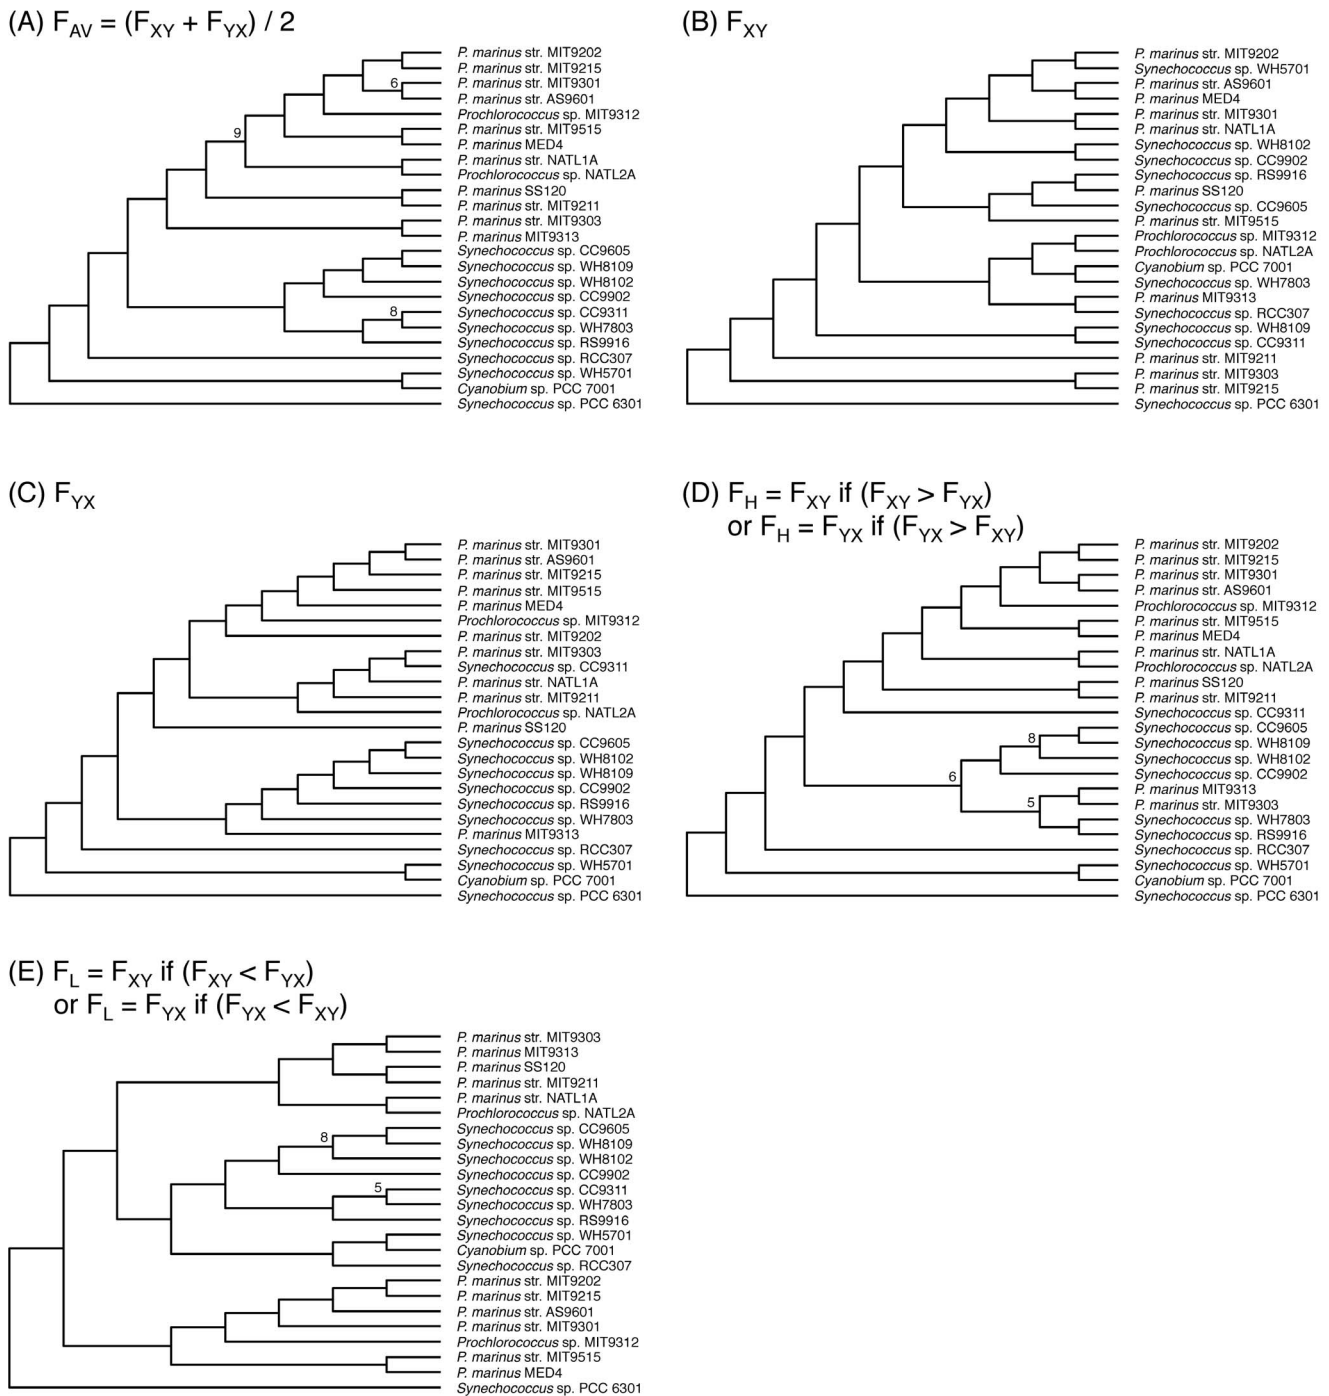 (A) F_AV = (F_XY + F_YX) / 2
P. marinus str. MIT9202
P. marinus str. MIT9215
6
P. marinus str. MIT9301
P. marinus str. AS9601
Prochlorococcus sp. MIT9312
9
P. marinus str. MIT9515
P. marinus MED4
P. marinus str. NATL1A
Prochlorococcus sp. NATL2A
P. marinus SS120
P. marinus str. MIT9211
P. marinus str. MIT9303
P. marinus MIT9313
Synechococcus sp. CC9605
Synechococcus sp. WH8109
Synechococcus sp. WH8102
Synechococcus sp. CC9902
8
Synechococcus sp. CC9311
Synechococcus sp. WH7803
Synechococcus sp. RS9916
Synechococcus sp. RCC307
Synechococcus sp. WH5701
Cyanobium sp. PCC 7001
Synechococcus sp. PCC 6301
(B) F_XY
P. marinus str. MIT9202
Synechococcus sp. WH5701
P. marinus str. AS9601
P. marinus MED4
P. marinus str. MIT9301
P. marinus str. NATL1A
Synechococcus sp. WH8102
Synechococcus sp. CC9902
Synechococcus sp. RS9916
P. marinus SS120
Synechococcus sp. CC9605
P. marinus str. MIT9515
Prochlorococcus sp. MIT9312
Prochlorococcus sp. NATL2A
Cyanobium sp. PCC 7001
Synechococcus sp. WH7803
P. marinus MIT9313
Synechococcus sp. RCC307
Synechococcus sp. WH8109
Synechococcus sp. CC9311
P. marinus str. MIT9211
P. marinus str. MIT9303
P. marinus str. MIT9215
Synechococcus sp. PCC 6301
(C) F_YX
P. marinus str. MIT9301
P. marinus str. AS9601
P. marinus str. MIT9215
P. marinus str. MIT9515
P. marinus MED4
Prochlorococcus sp. MIT9312
P. marinus str. MIT9202
P. marinus str. MIT9303
Synechococcus sp. CC9311
P. marinus str. NATL1A
P. marinus str. MIT9211
Prochlorococcus sp. NATL2A
P. marinus SS120
Synechococcus sp. CC9605
Synechococcus sp. WH8102
Synechococcus sp. WH8109
Synechococcus sp. CC9902
Synechococcus sp. RS9916
Synechococcus sp. WH7803
P. marinus MIT9313
Synechococcus sp. RCC307
Synechococcus sp. WH5701
Cyanobium sp. PCC 7001
Synechococcus sp. PCC 6301
(D) F_H = F_XY if (F_XY > F_YX)
or F_H = F_YX if (F_YX > F_XY)
P. marinus str. MIT9202
P. marinus str. MIT9215
P. marinus str. MIT9301
P. marinus str. AS9601
Prochlorococcus sp. MIT9312
P. marinus str. MIT9515
P. marinus MED4
P. marinus str. NATL1A
Prochlorococcus sp. NATL2A
P. marinus SS120
P. marinus str. MIT9211
Synechococcus sp. CC9311
Synechococcus sp. CC9605
8
Synechococcus sp. WH8109
Synechococcus sp. WH8102
6
Synechococcus sp. CC9902
P. marinus MIT9313
5
P. marinus str. MIT9303
Synechococcus sp. WH7803
Synechococcus sp. RS9916
Synechococcus sp. RCC307
Synechococcus sp. WH5701
Cyanobium sp. PCC 7001
Synechococcus sp. PCC 6301
(E) F_L = F_XY if (F_XY < F_YX)
or F_L = F_YX if (F_YX < F_XY)
P. marinus str. MIT9303
P. marinus MIT9313
P. marinus SS120
P. marinus str. MIT9211
P. marinus str. NATL1A
Prochlorococcus sp. NATL2A
Synechococcus sp. CC9605
8
Synechococcus sp. WH8109
Synechococcus sp. WH8102
Synechococcus sp. CC9902
5
Synechococcus sp. CC9311
Synechococcus sp. WH7803
Synechococcus sp. RS9916
Synechococcus sp. WH5701
Cyanobium sp. PCC 7001
Synechococcus sp. RCC307
P. marinus str. MIT9202
P. marinus str. MIT9215
P. marinus str. AS9601
P. marinus str. MIT9301
Prochlorococcus sp. MIT9312
P. marinus str. MIT9515
P. marinus MED4
Synechococcus sp. PCC 6301